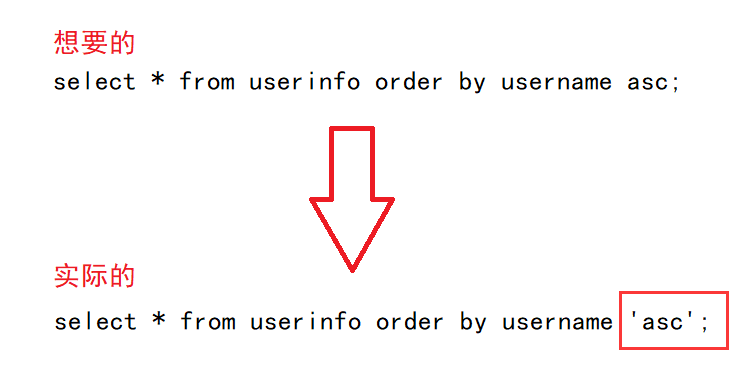 想要的
select * from userinfo order by username asc;
实际的
select * from userinfo order by username 'asc';